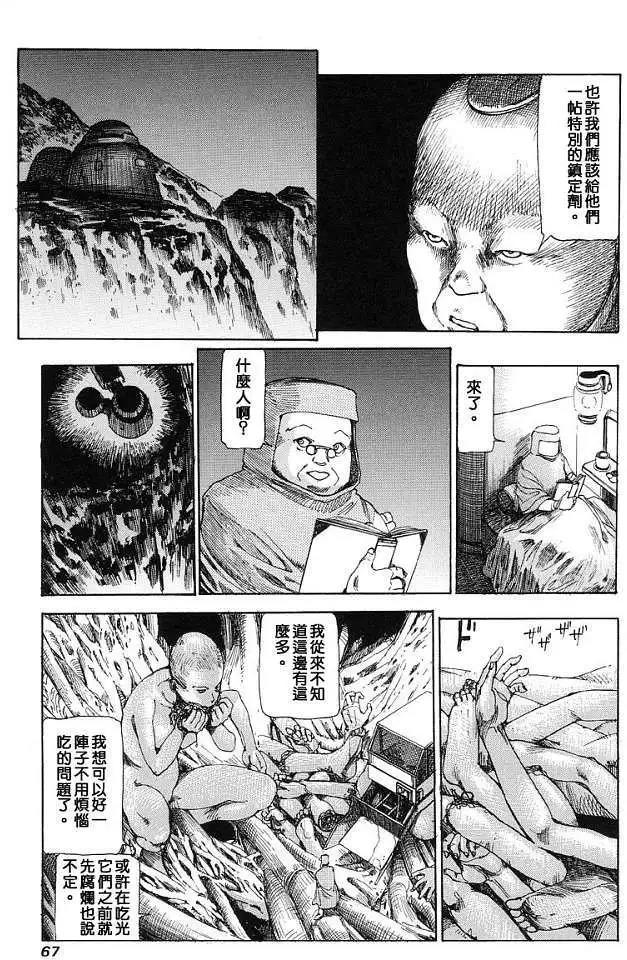 也許我們應該給他們
一帖特別的鎮定劑。
來了。
什麼人啊?
ド
ザザザ
我從來不知
道這邊有這
麼多。
我想可以好一
陣子不用煩惱
吃的問題了。
或許在吃光
它們之前就
先腐爛也說
不定。
67